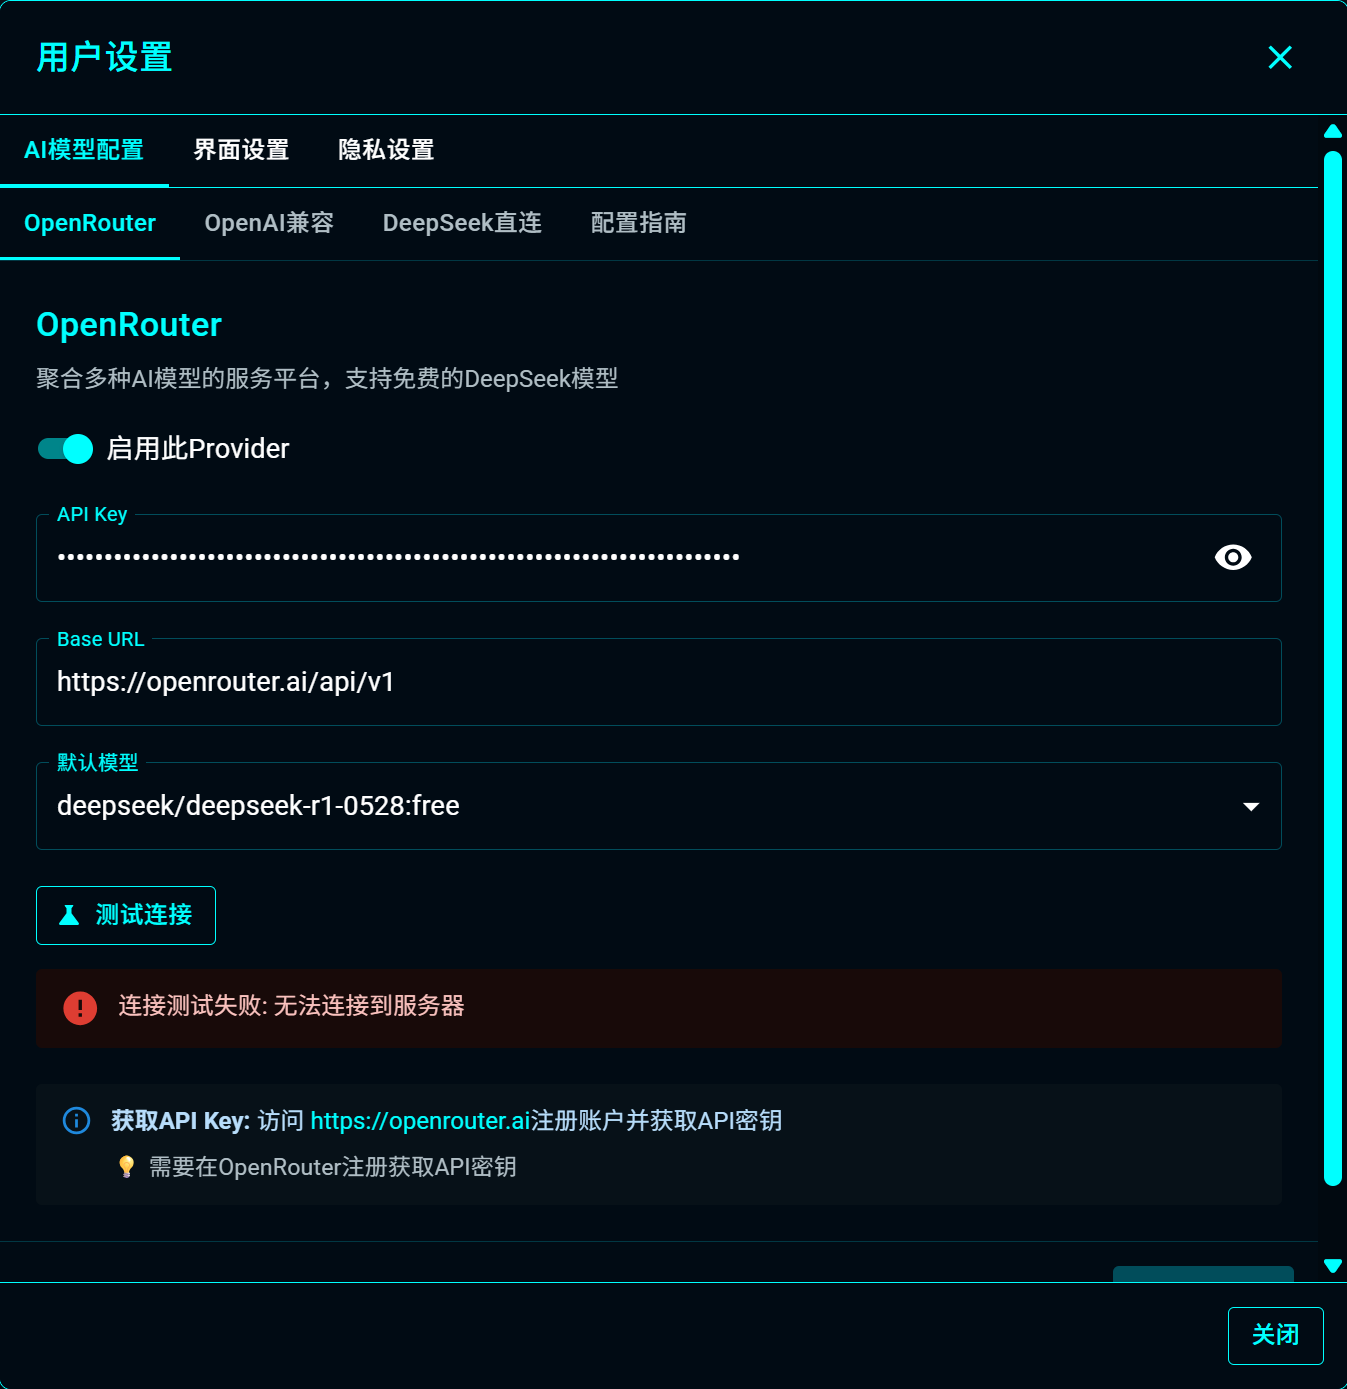 用户设置
AI模型配置 界面设置 隐私设置
OpenRouter OpenAI兼容 DeepSeek直连 配置指南
OpenRouter
聚合多种AI模型的服务平台，支持免费的DeepSeek模型
启用此Provider
API Key
•••••••••••••••••••••••••••••••••••••••••••••••••••••••••••••••••••••••••
Base URL
https://openrouter.ai/api/v1
默认模型
deepseek/deepseek-r1-0528:free
测试连接
连接测试失败: 无法连接到服务器
获取API Key: 访问 https://openrouter.ai注册账户并获取API密钥
💡 需要在OpenRouter注册获取API密钥
关闭